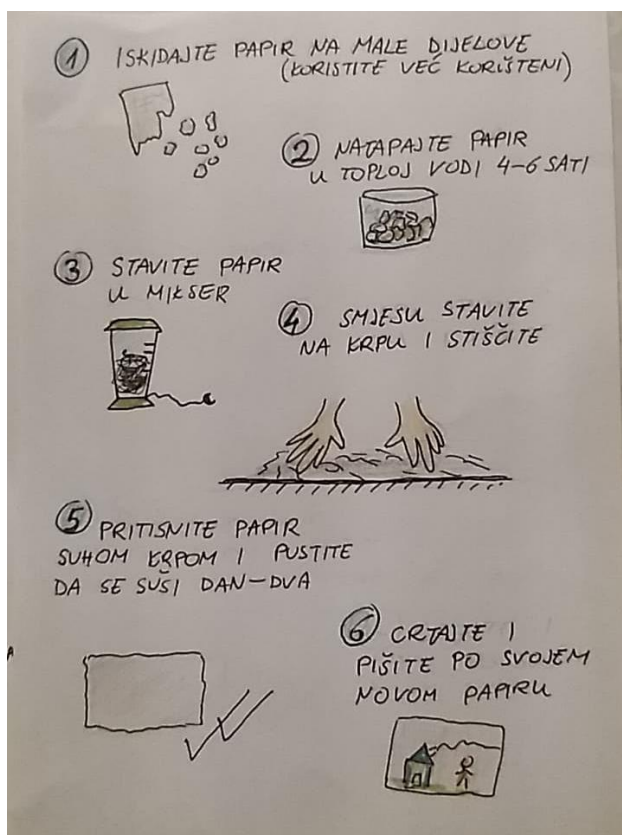 1 ISKIDAJTE PAPIR NA MALE DIJELOVE
(KORISTITE VEĆ KORIŠTENI)
2 NATAPAJTE PAPIR
U TOPLOJ VODI 4-6 SATI
3 STAVITE PAPIR
U MIKSER
4 SMJESU STAVITE
NA KRPU I STIŠČITE
5 PRITISNITE PAPIR
SUHOM KRPOM I PUSTITE
DA SE SUŠI DAN-DVA
6 CRTAJTE I
PIŠITE PO SVOJEM
NOVOM PAPIRU